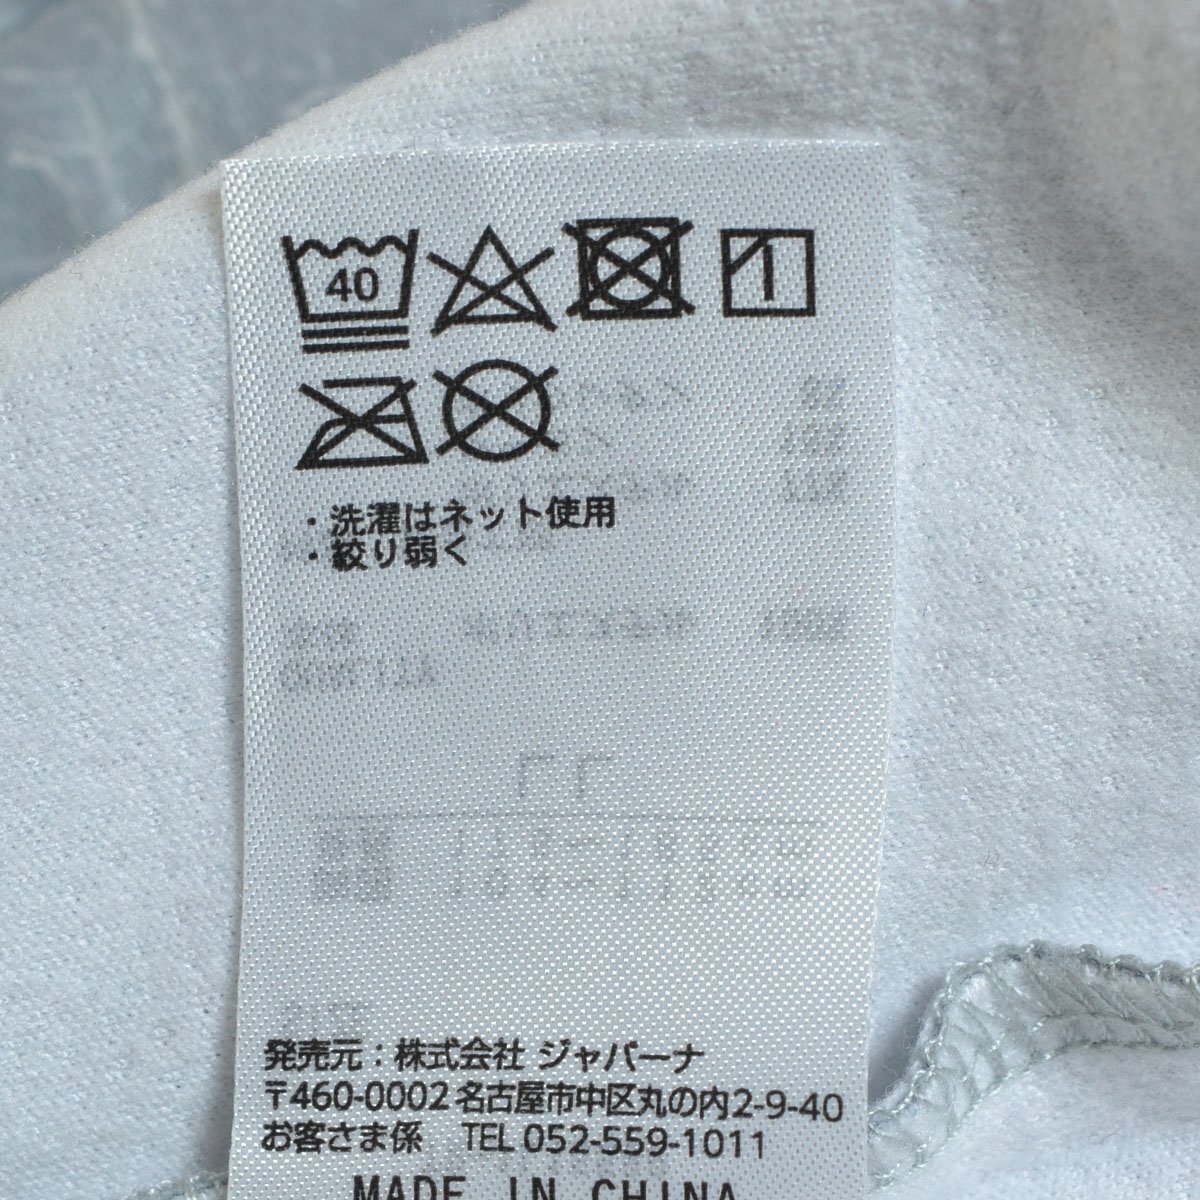 40
・洗濯はネット使用
・絞り弱く
発売元：株式会社 ジャバーナ
〒460-0002 名古屋市中区丸の内2-9-40
お客さま係 TEL 052-559-1011
MADE IN CHINA